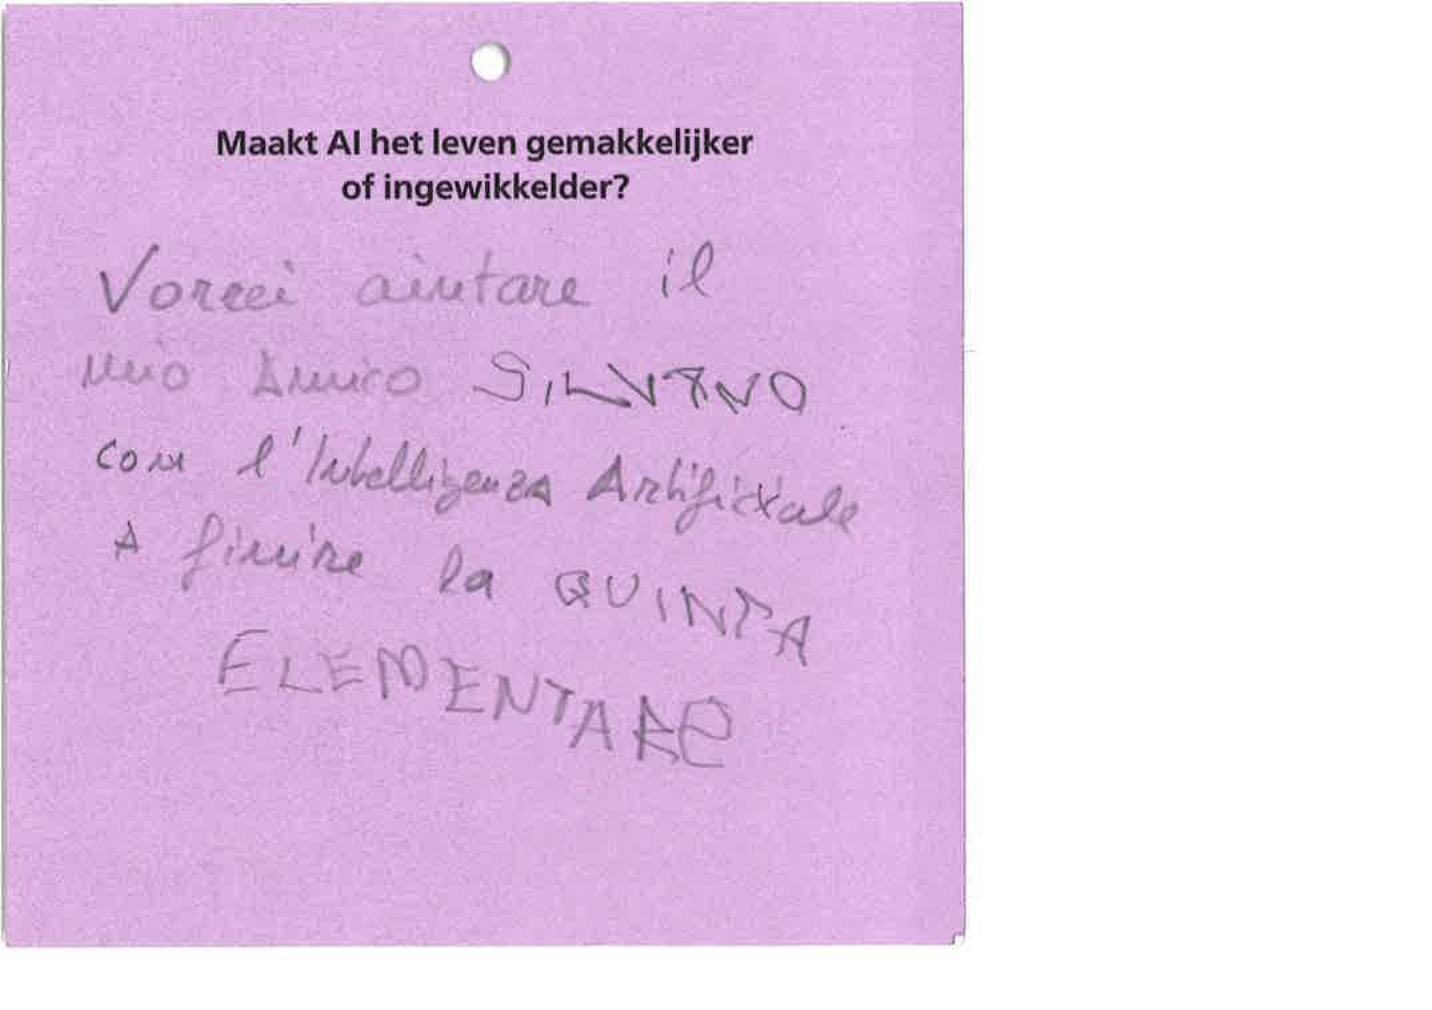 Maakt AI het leven gemakkelijker
of ingewikkelder?
Vorrei aiutare il
mio Amico SILVANO
con l'Intelligenza Artificiale
A finire la QUINTA
ELEMENTARE